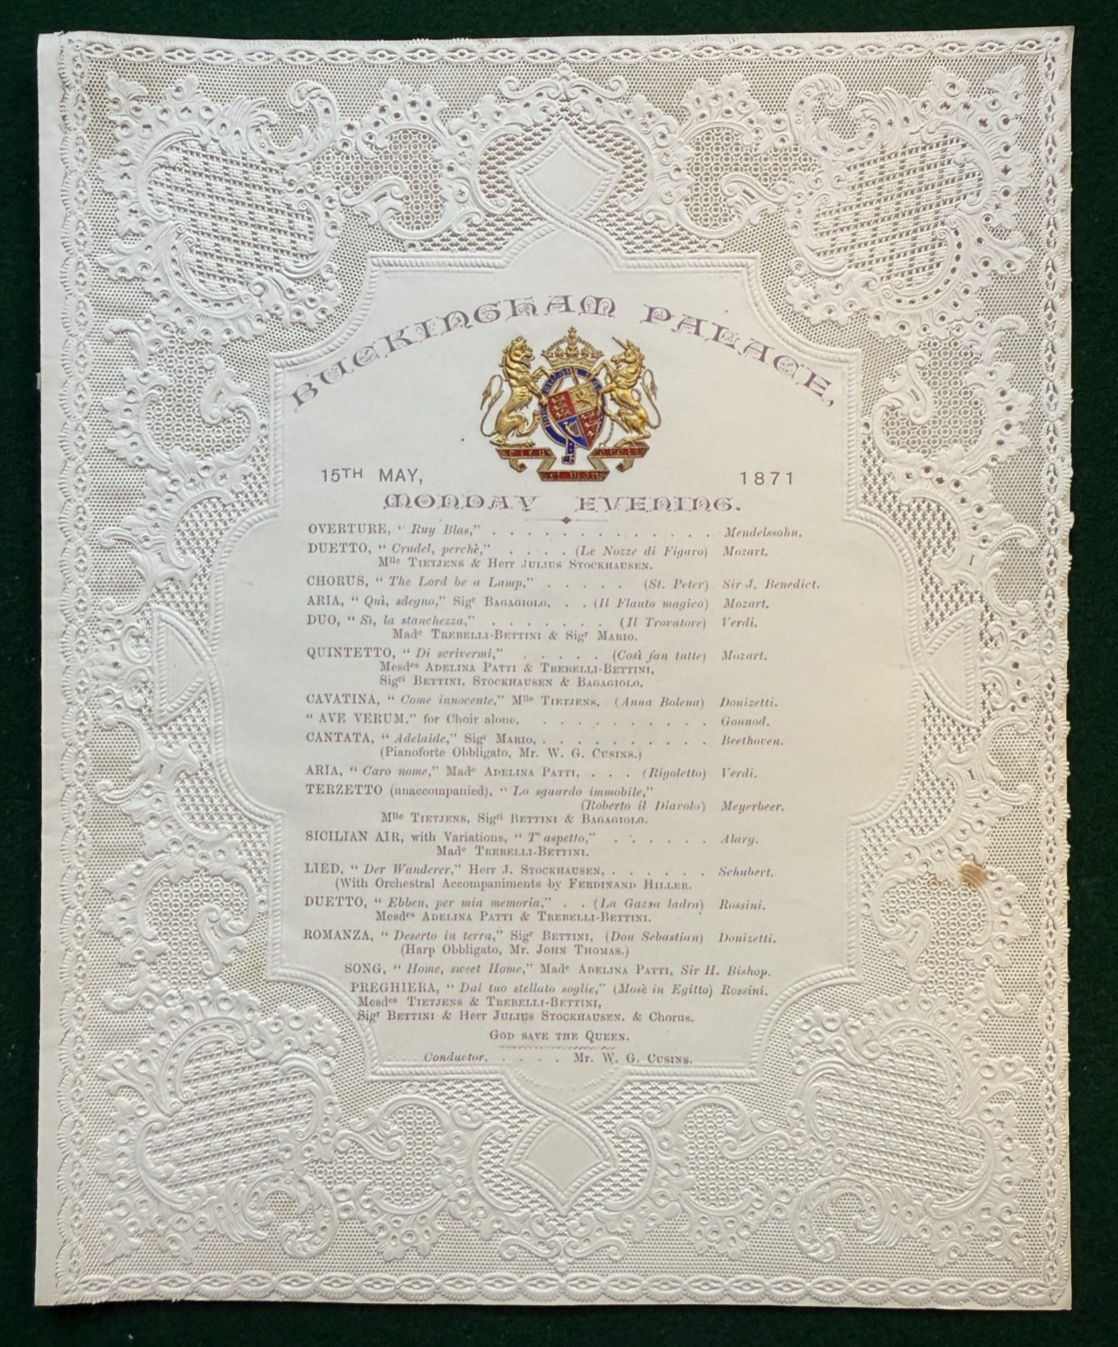 BUCKINGHAM PALACE,
15TH MAY, 1871
MONDAY EVENING.
OVERTURE, “ Ruy Blas,” . . . . . . . . . . . . . Mendelssohn.
DUETTO, “ Crudel, perchè,” . . . . . (Le Nozze di Figaro) Mozart.
Mlle TIETJENS & Herr JULIUS STOCKHAUSEN.
CHORUS, “ The Lord be a Lamp,” . . . . . (St. Peter) Sir J. Benedict.
ARIA, “ Quì, sdegno,” Sigr BAGAGIOLO, . . (Il Flauto magico) Mozart.
DUO, “ Sì, la stanchezza,” . . . . . . . (Il Trovatore) Verdi.
Made TREBELLI-BETTINI & Sigr MARIO.
QUINTETTO, “ Di scrivermi,” . . . . . (Così fan tutte) Mozart.
Mesdes ADELINA PATTI & TREBELLI-BETTINI,
Sigri BETTINI, STOCKHAUSEN & BAGAGIOLO.
CAVATINA, “ Come innocente,” Mlle TIETJENS, (Anna Bolena) Donizetti.
“ AVE VERUM,” for Choir alone, . . . . . . . . . Gounod.
CANTATA, “ Adelaide,” Sigr MARIO, . . . . . . . . . Beethoven.
(Pianoforte Obbligato, Mr. W. G. CUSINS.)
ARIA, “ Caro nome,” Made ADELINA PATTI, . . . (Rigoletto) Verdi.
TERZETTO (unaccompanied), “ Lo sguardo immobile,”
(Roberto il Diavolo) Meyerbeer.
Mlle TIETJENS, Sigri BETTINI & BAGAGIOLO.
SICILIAN AIR, with Variations, “ T' aspetto,” . . . . . . Alary.
Made TREBELLI-BETTINI.
LIED, “ Der Wanderer,” Herr J. STOCKHAUSEN, . . . . . . Schubert.
(With Orchestral Accompaniments by FERDINAND HILLER.
DUETTO, “ Ebben, per mia memoria,” . . (La Gazza ladra) Rossini.
Mesdes ADELINA PATTI & TREBELLI-BETTINI.
ROMANZA, “ Deserto in terra,” Sigr BETTINI, (Don Sebastian) Donizetti.
(Harp Obbligato, Mr. JOHN THOMAS.)
SONG, “ Home, sweet Home,” Made ADELINA PATTI, Sir H. Bishop.
PREGHIERA, “ Dal tuo stellato soglie,” (Mosè in Egitto) Rossini.
Mesdes TIETJENS & TREBELLI-BETTINI,
Sigr BETTINI & Herr JULIUS STOCKHAUSEN. & Chorus.
GOD SAVE THE QUEEN.
Conductor, . . . . Mr. W. G. CUSINS.